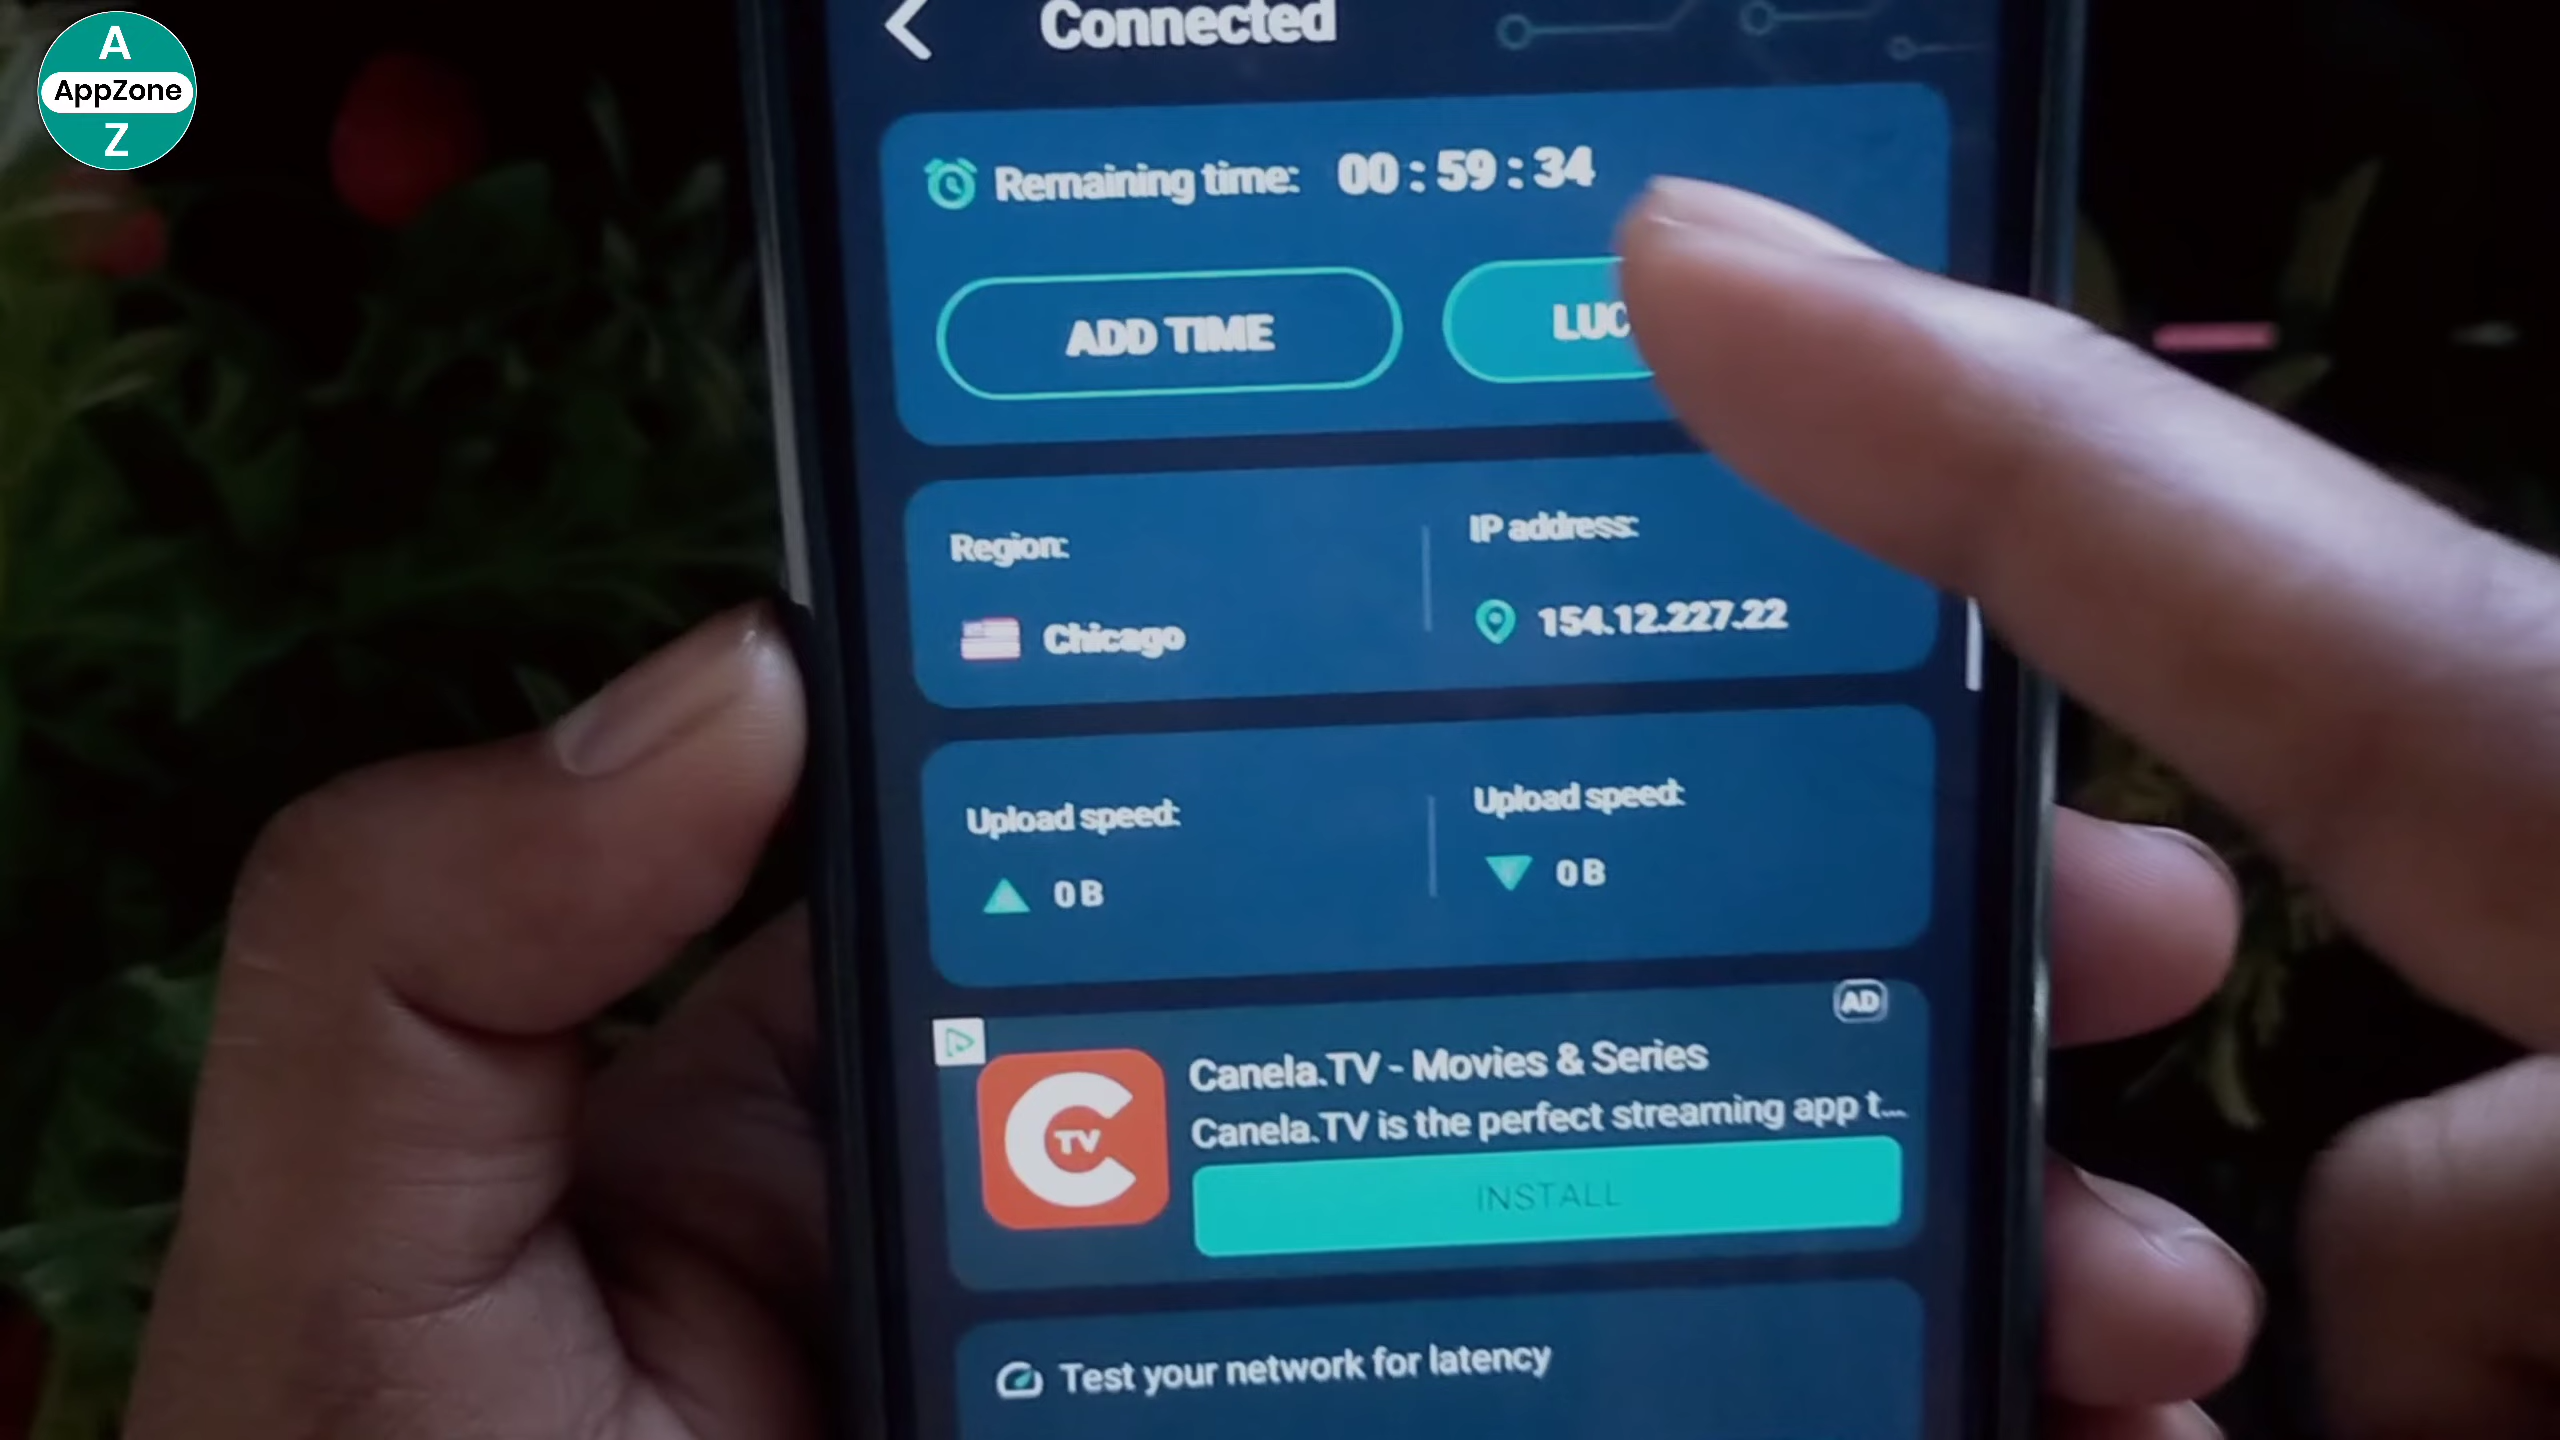 A
AppZone
Z
Connected
Remaining time: 00 : 59 : 34
ADD TIME
Region:
IP address:
Chicago
154.12.227.22
Upload speed:
Upload speed:
0 B
0 B
AD
Canela.TV - Movies & Series
Canela.TV is the perfect streaming app t...
TV
INSTALL
Test your network for latency